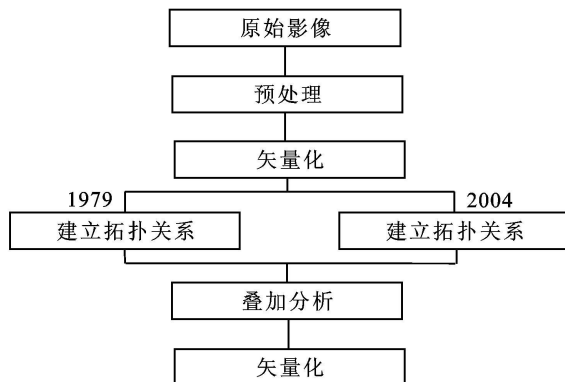 原始影像
预处理
矢量化
1979
2004
建立拓扑关系
建立拓扑关系
叠加分析
矢量化